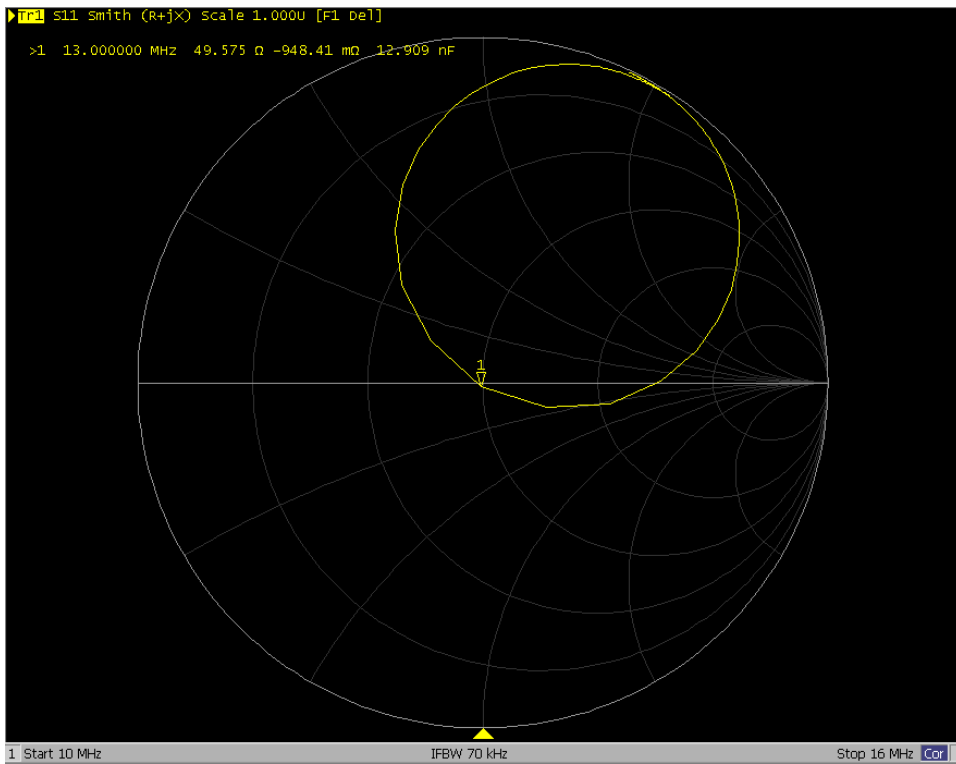 Tr1 S11 Smith (R+jX) Scale 1.000U [F1 Del]
>1 13.000000 MHz 49.575 Ω -948.41 mΩ 12.909 nF
1
1 Start 10 MHz IFBW 70 kHz Stop 16 MHz Cor